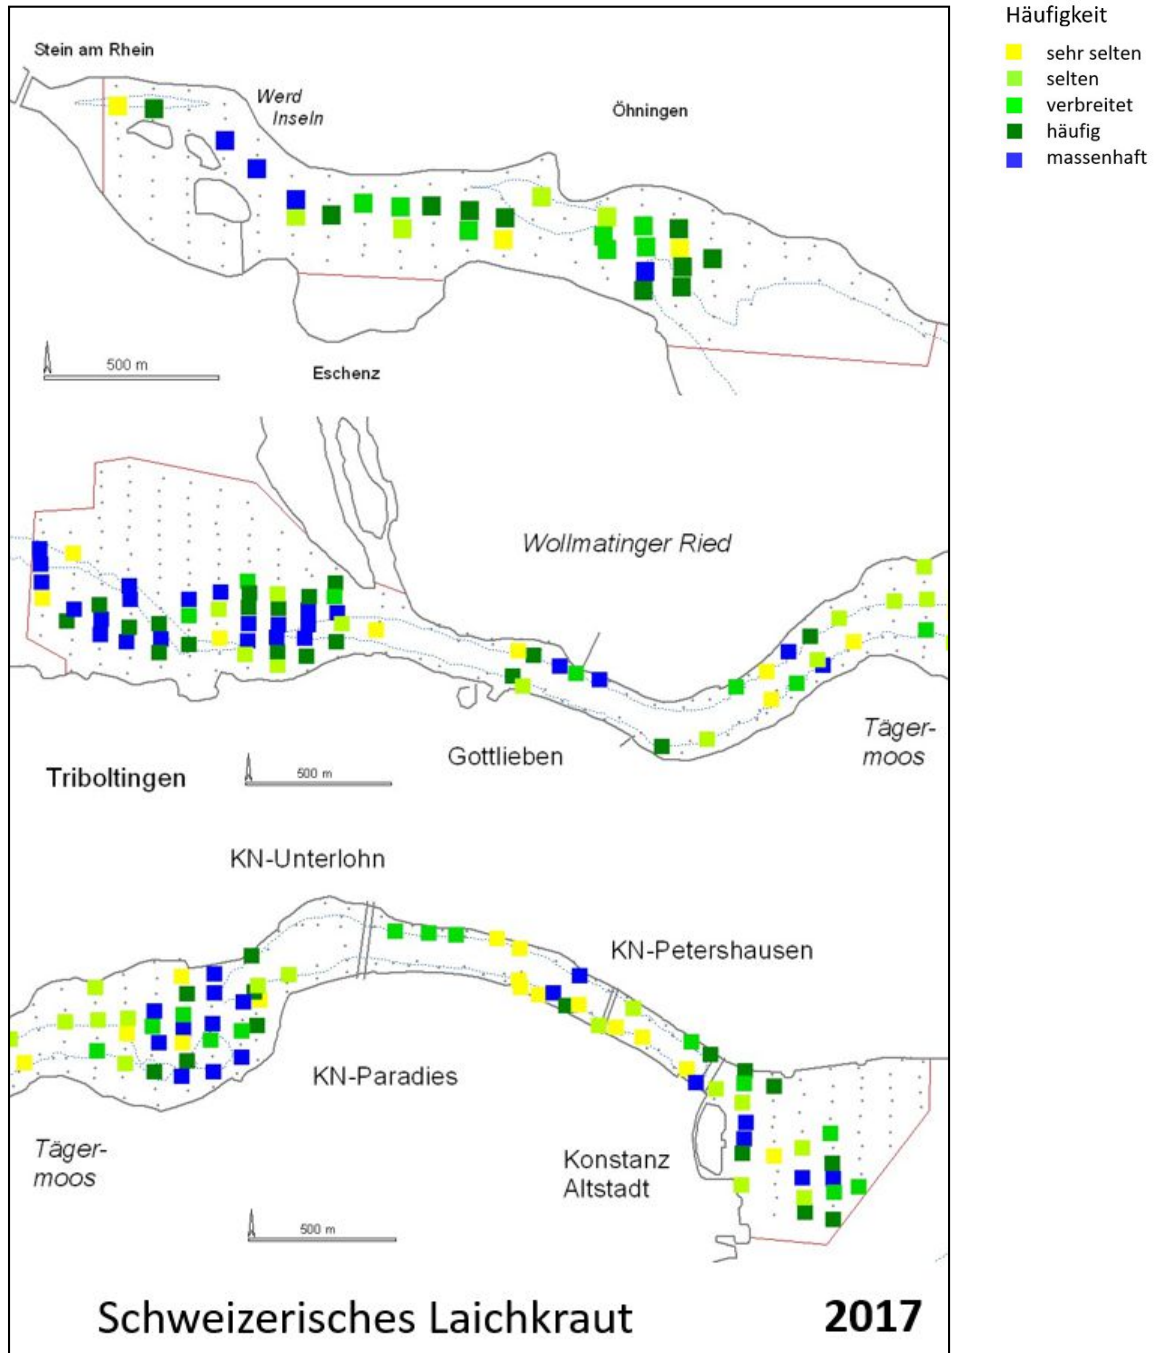 Häufigkeit
sehr selten
selten
verbreitet
häufig
massenhaft
Stein am Rhein
Werd
Inseln
Öhningen
500 m
Eschenz
Wollmatinger Ried
Gottlieben
Täger-
moos
Triboltingen
500 m
KN-Unterlohn
KN-Petershausen
KN-Paradies
Täger-
moos
Konstanz
Altstadt
500 m
Schweizerisches Laichkraut
2017